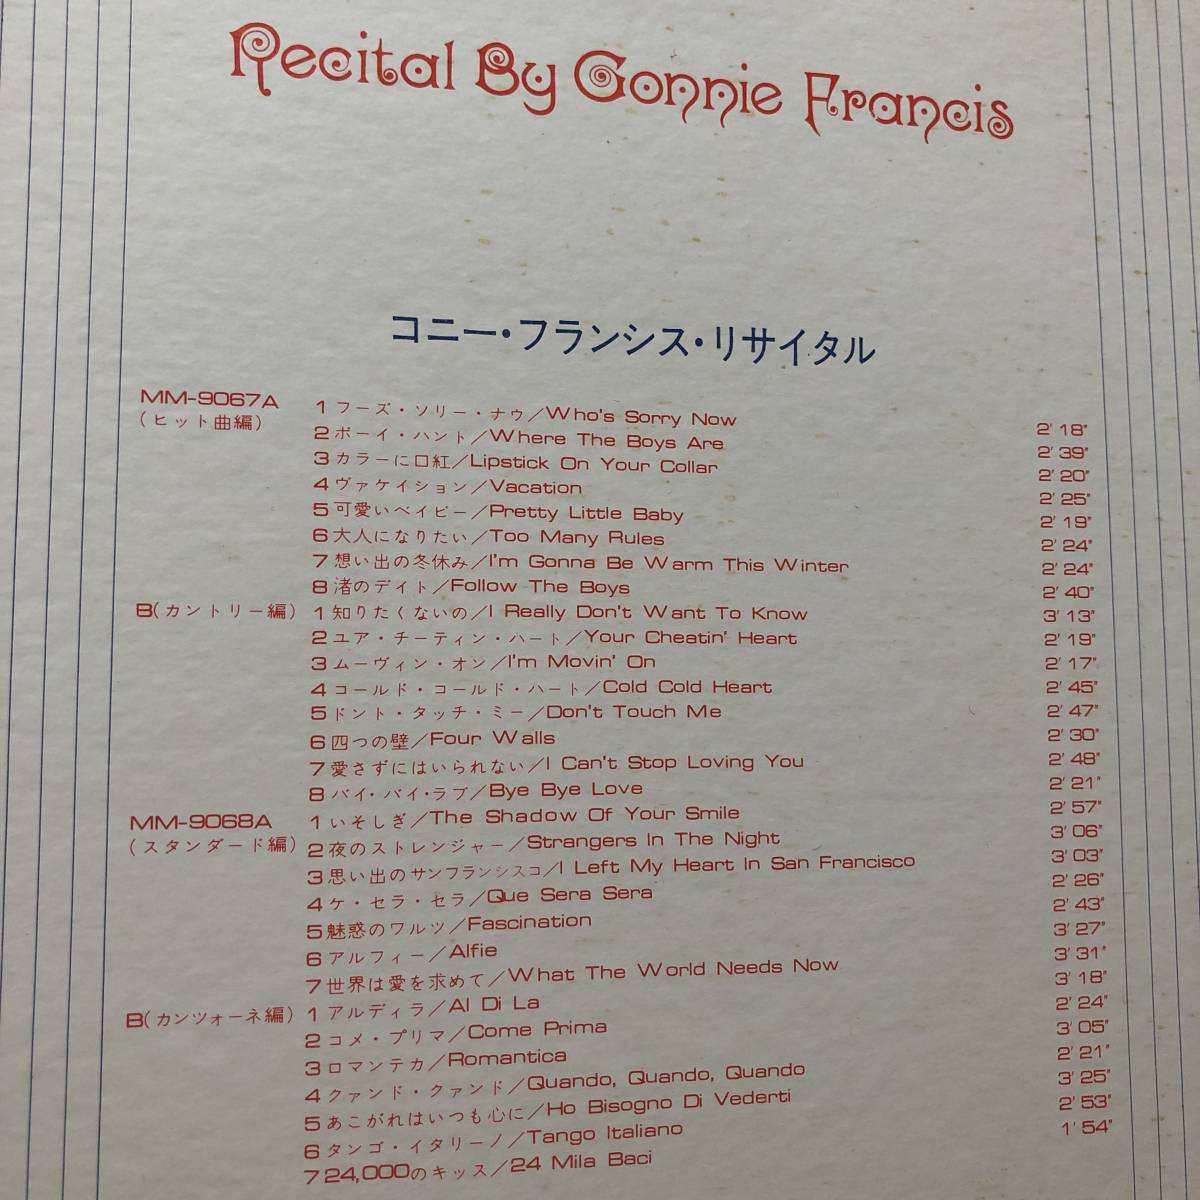 Recital By Connie Francis
コニー・フランシス・リサイタル
MM-9067A
(ヒット曲編)
1 フーズ・ソリー・ナウ/Who's Sorry Now 2'18"
2 ボーイ・ハント/Where The Boys Are 2'39"
3 カラーに口紅/Lipstick On Your Collar 2'20"
4 ヴァケイション/Vacation 2'25"
5 可愛いベイビー/Pretty Little Baby 2'19"
6 大人になりたい/Too Many Rules 2'24"
7 想い出の冬休み/I'm Gonna Be Warm This Winter 2'24"
8 渚のデイト/Follow The Boys 2'40"
B(カントリー編) 1 知りたくないの/I Really Don't Want To Know 3'13"
2 ユア・チーティン・ハート/Your Cheatin' Heart 2'19"
3 ムーヴィン・オン/I'm Movin' On 2'17"
4 コールド・コールド・ハート/Cold Cold Heart 2'45"
5 ドント・タッチ・ミー/Don't Touch Me 2'47"
6 四つの壁/Four Walls 2'30"
7 愛さずにはいられない/I Can't Stop Loving You 2'48"
8 バイ・バイ・ラブ/Bye Bye Love 2'21"
MM-9068A
(スタンダード編)
1 いそしぎ/The Shadow Of Your Smile 2'57"
2 夜のストレンジャー/Strangers In The Night 3'06"
3 思い出のサンフランシスコ/I Left My Heart In San Francisco 3'03"
4 ケ・セラ・セラ/Que Sera Sera 2'26"
5 魅惑のワルツ/Fascination 2'43"
6 アルフィー/Alfie 3'27"
7 世界は愛を求めて/What The World Needs Now 3'31"
B(カンツォーネ編) 1 アルディラ/Al Di La 3'18"
2 コメ・プリマ/Come Prima 2'24"
3 ロマンテカ/Romantica 3'05"
4 クァンド・クァンド/Quando, Quando, Quando 2'21"
5 あこがれはいつも心に/Ho Bisogno Di Vederti 3'25"
6 タンゴ・イタリーノ/Tango Italiano 2'53"
7 24,000のキッス/24 Mila Baci 1'54"